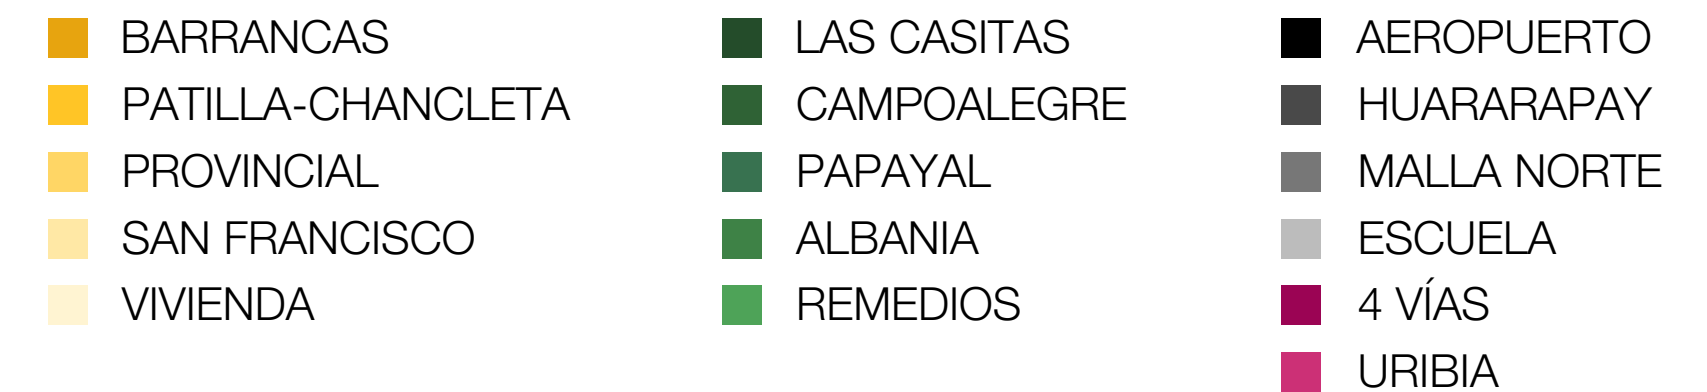 BARRANCAS
PATILLA-CHANCLETA
PROVINCIAL
SAN FRANCISCO
VIVIENDA
LAS CASITAS
CAMPOALEGRE
PAPAYAL
ALBANIA
REMEDIOS
AEROPUERTO
HUARARAPAY
MALLA NORTE
ESCUELA
4 VÍAS
URIBIA